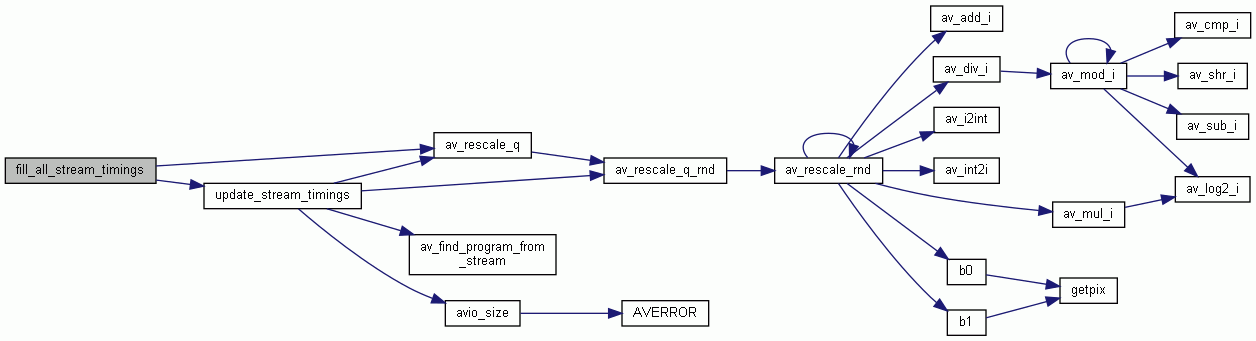 fill_all_stream_timings
update_stream_timings
av_rescale_q
av_find_program_from
_stream
avio_size
av_rescale_q_rnd
AVERROR
av_rescale_rnd
av_add_i
av_div_i
av_i2int
av_int2i
av_mul_i
b0
b1
av_mod_i
getpix
av_cmp_i
av_shr_i
av_sub_i
av_log2_i